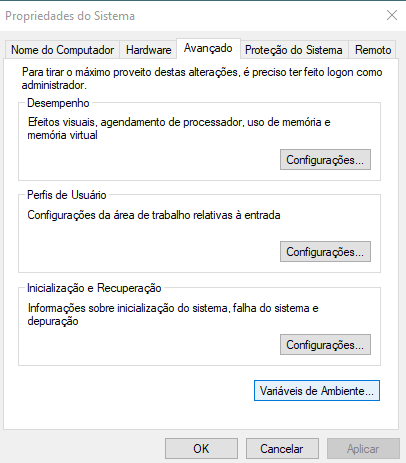 Propriedades do Sistema
Nome do Computador Hardware Avançado Proteção do Sistema Remoto
Para tirar o máximo proveito destas alterações, é preciso ter feito logon como
administrador.
Desempenho
Efeitos visuais, agendamento de processador, uso de memória e
memória virtual
Configurações...
Perfis de Usuário
Configurações da área de trabalho relativas à entrada
Configurações...
Inicialização e Recuperação
Informações sobre inicialização do sistema, falha do sistema e
depuração
Configurações...
Variáveis de Ambiente...
OK Cancelar Aplicar